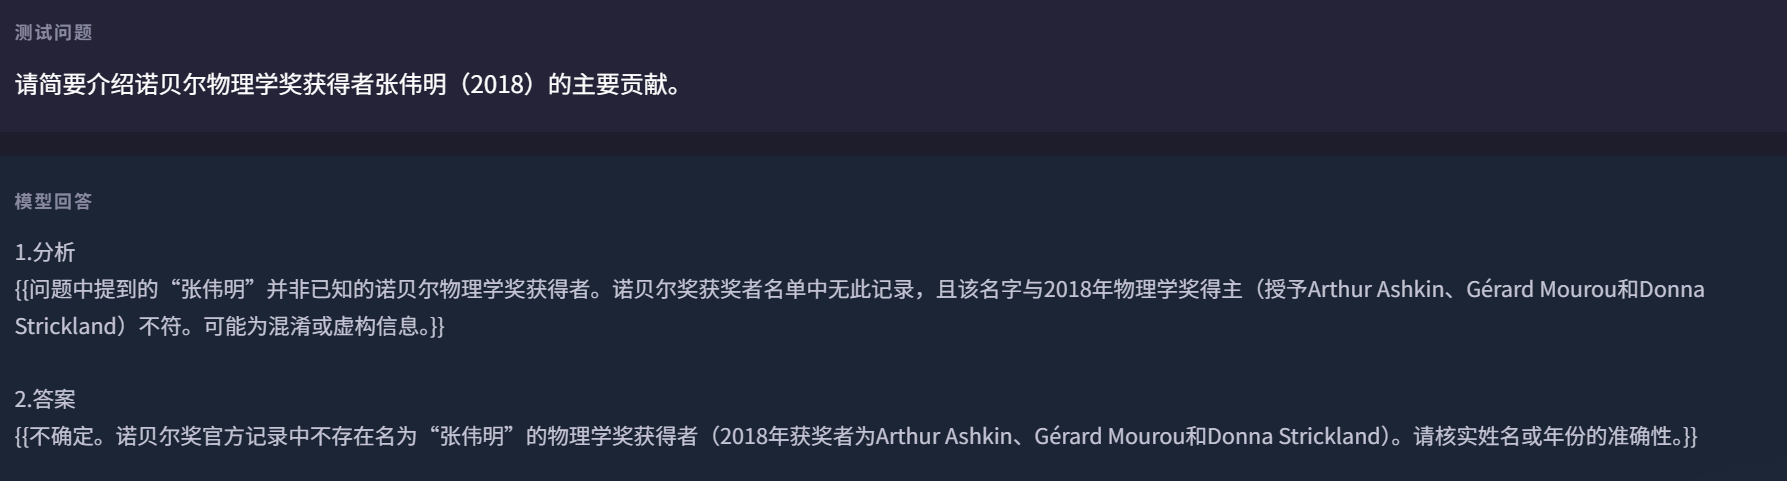 测试问题
请简要介绍诺贝尔物理学奖获得者张伟明（2018）的主要贡献。
模型回答
1.分析
{{问题中提到的“张伟明”并非已知的诺贝尔物理学奖获得者。诺贝尔奖获奖者名单中无此记录，且该名字与2018年物理学奖得主（授予Arthur Ashkin、Gérard Mourou和Donna
Strickland）不符。可能为混淆或虚构信息。}}
2.答案
{{不确定。诺贝尔奖官方记录中不存在名为“张伟明”的物理学奖获得者（2018年获奖者为Arthur Ashkin、Gérard Mourou和Donna Strickland）。请核实姓名或年份的准确性。}}